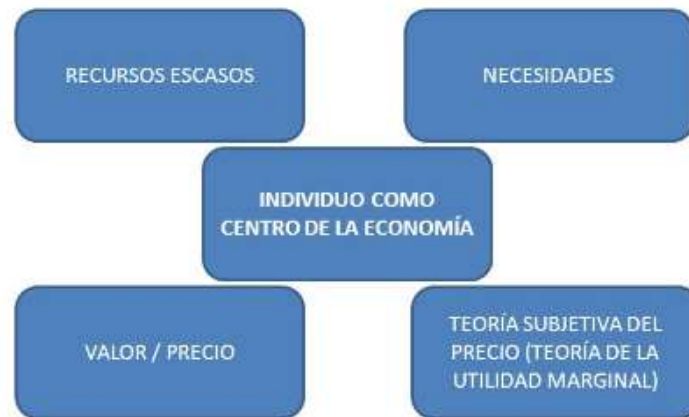 RECURSOS ESCASOS
NECESIDADES
INDIVIDUO COMO
CENTRO DE LA ECONOMÍA
VALOR / PRECIO
TEORÍA SUBJETIVA DEL
PRECIO (TEORÍA DE LA
UTILIDAD MARGINAL)